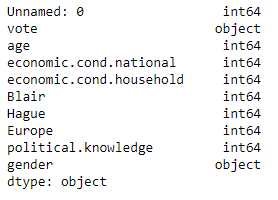 Unnamed: 0 int64
vote object
age int64
economic.cond.national int64
economic.cond.household int64
Blair int64
Hague int64
Europe int64
political.knowledge int64
gender object
dtype: object